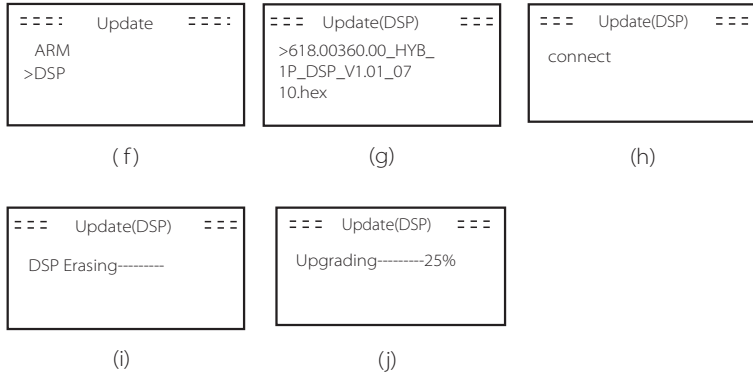 ==== Update ====
ARM
>DSP
(f)
=== Update(DSP) ===
>618.00360.00_HYB_
1P_DSP_V1.01_07
10.hex
(g)
=== Update(DSP) ===
connect
(h)
=== Update(DSP) ===
DSP Erasing---------
(i)
=== Update(DSP) ===
Upgrading---------25%
(j)